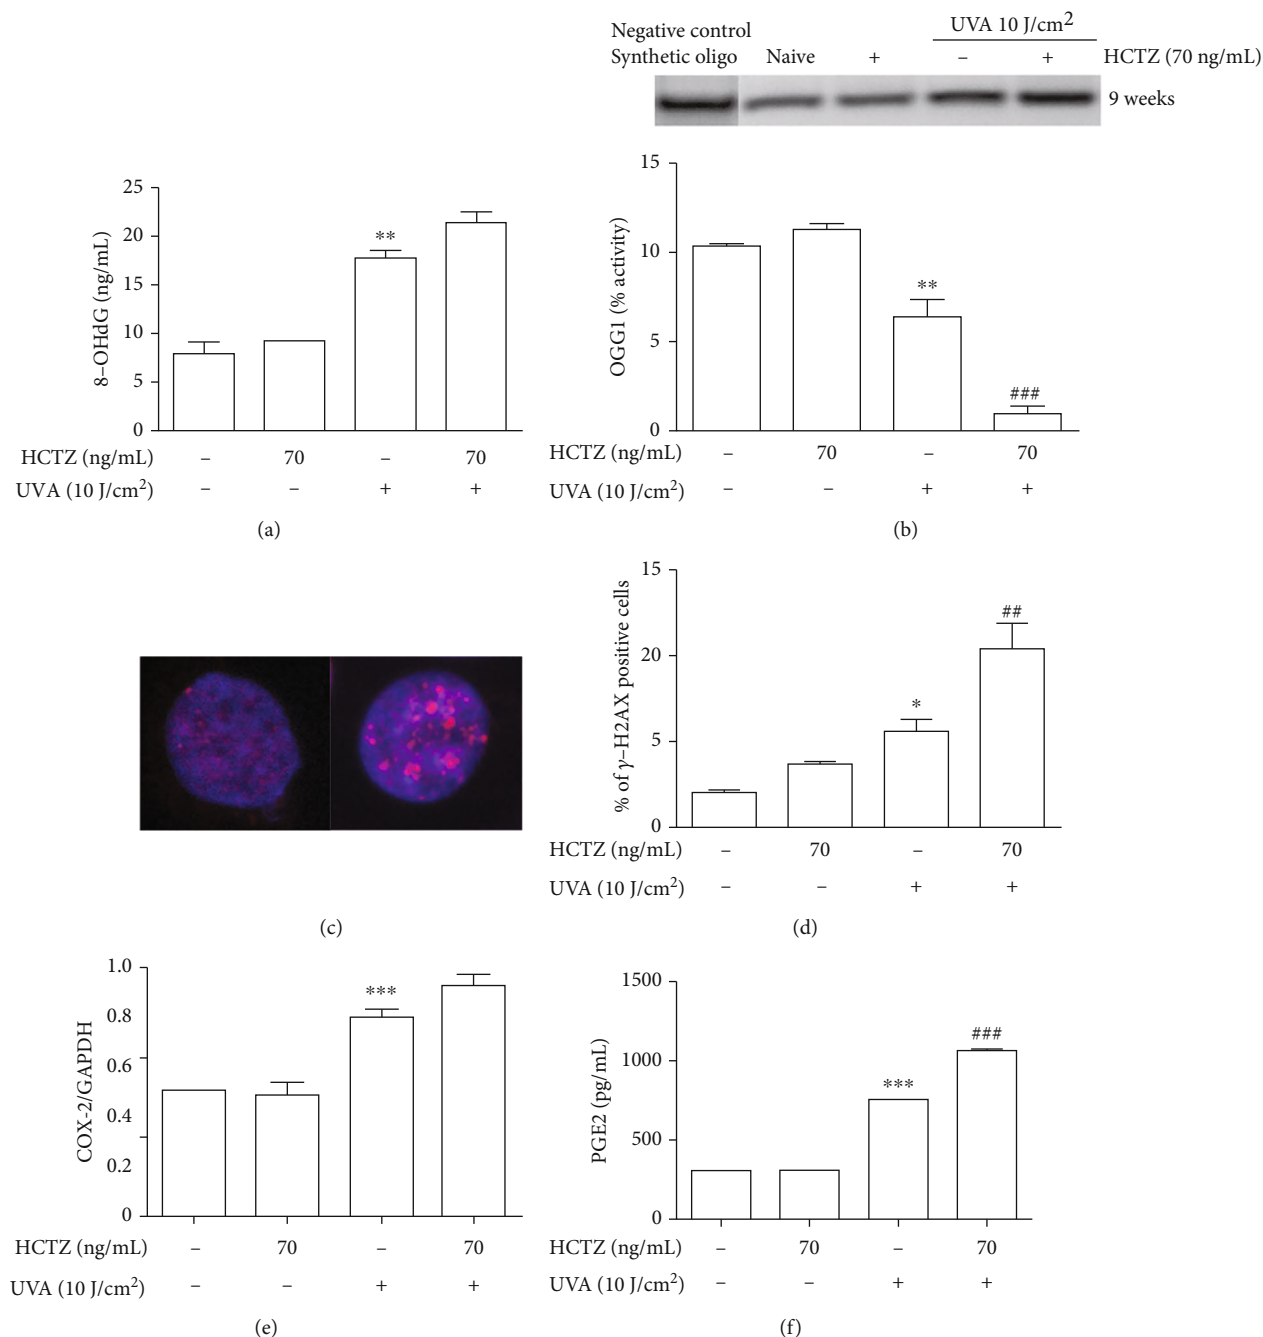 Negative control
Synthetic oligo Naive + – + HCTZ (70 ng/mL)
UVA 10 J/cm2
9 weeks
8–OHdG (ng/mL)
25
20
15
10
5
0
HCTZ (ng/mL) – 70 – 70
UVA (10 J/cm2) – – + +
**
(a)
OGG1 (% activity)
15
10
5
0
HCTZ (ng/mL) – 70 – 70
UVA (10 J/cm2) – – + +
**
###
(b)
(c)
% of γ–H2AX positive cells
15
20
5
0
HCTZ (ng/mL) – 70 – 70
UVA (10 J/cm2) – – + +
*
##
(d)
COX-2/GAPDH
1.0
0.8
0.6
0.4
0.2
0
HCTZ (ng/mL) – 70 – 70
UVA (10 J/cm2) – – + +
***
(e)
PGE2 (pg/mL)
1500
1000
500
0
HCTZ (ng/mL) – 70 – 70
UVA (10 J/cm2) – – + +
***
###
(f)